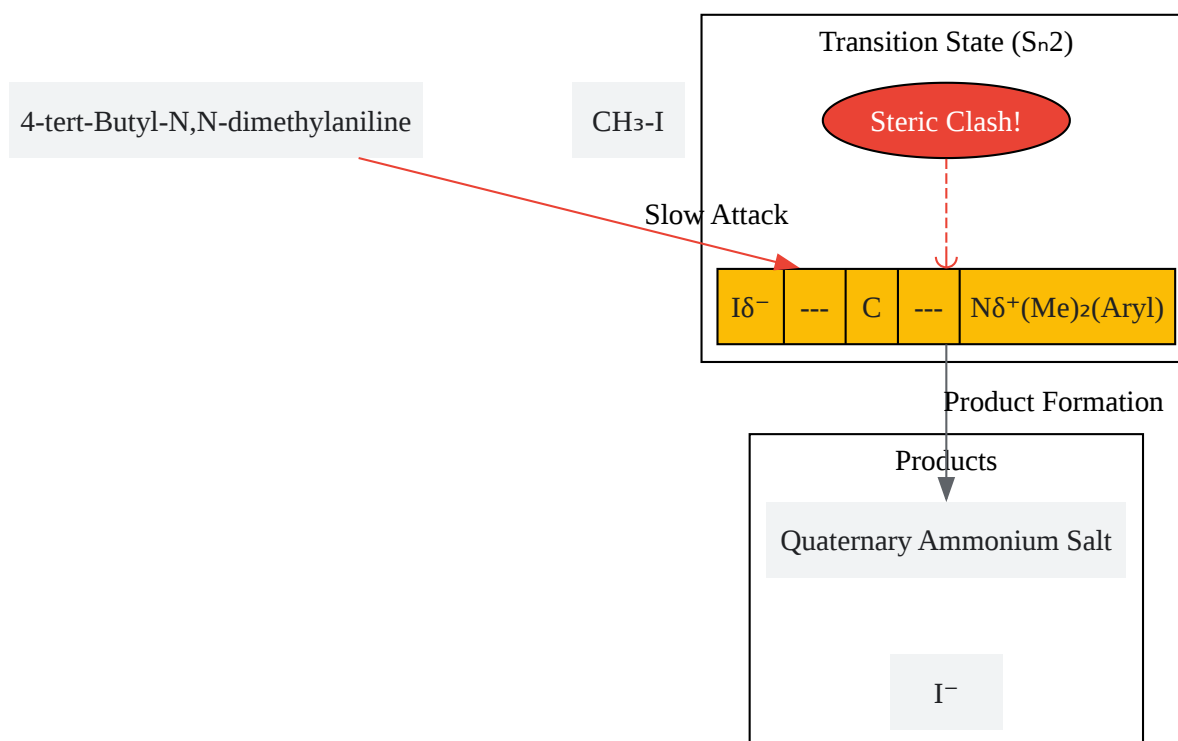 Transition State (Sₙ2)
4-tert-Butyl-N,N-dimethylaniline
CH₃-I
Steric Clash!
Slow Attack
Iδ⁻
---
C
---
Nδ⁺(Me)₂(Aryl)
Product Formation
Products
Quaternary Ammonium Salt
I⁻